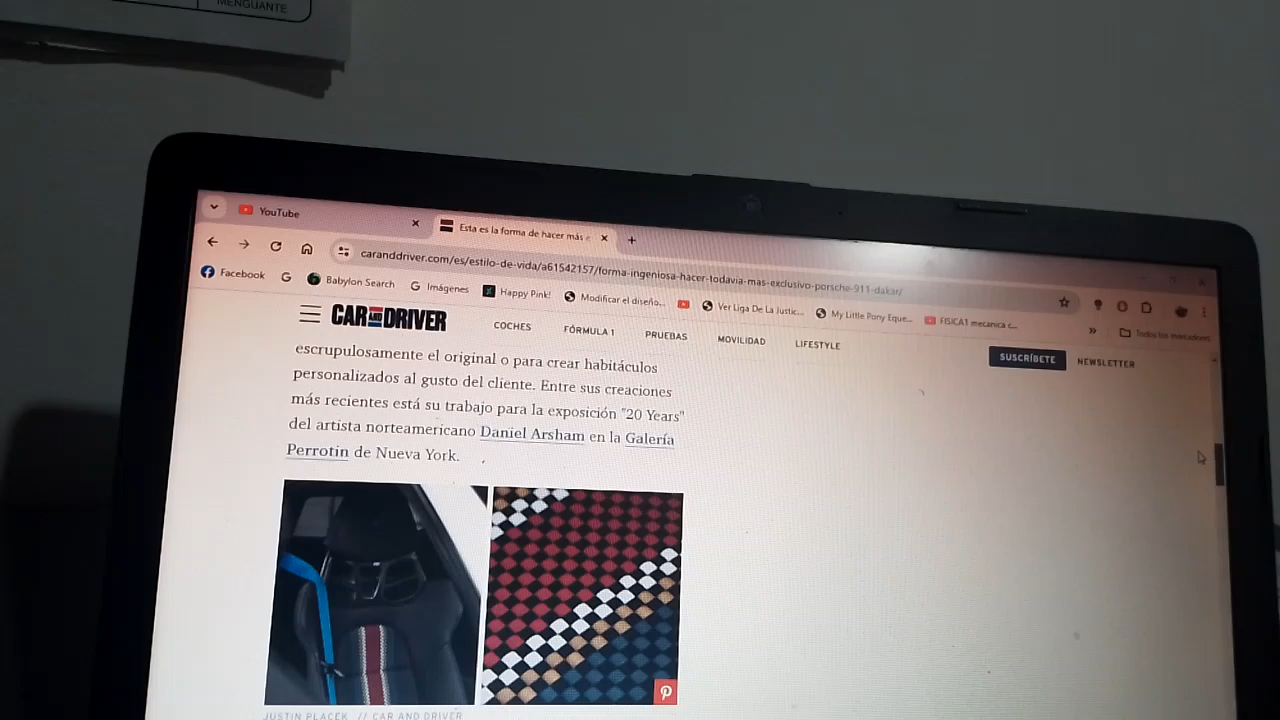 MENGUANTE
YouTube
Esta es la forma de hacer más e
caranddriver.com/es/estilo-de-vida/a61542157/forma-ingeniosa-hacer-todavia-mas-exclusivo-porsche-911-dakar/
Facebook
Babylon Search
Imágenes
Happy Pink!
Modificar el diseño...
Ver Liga De La Justic...
My Little Pony Eque...
FISICA1 mecanica c...
Todos los marcadores
CAR AND DRIVER
COCHES
FÓRMULA 1
PRUEBAS
MOVILIDAD
LIFESTYLE
SUSCRÍBETE
NEWSLETTER
escrupulosamente el original o para crear habitáculos
personalizados al gusto del cliente. Entre sus creaciones
más recientes está su trabajo para la exposición "20 Years"
del artista norteamericano Daniel Arsham en la Galería
Perrotin de Nueva York.
JUSTIN PLACEK // CAR AND DRIVER